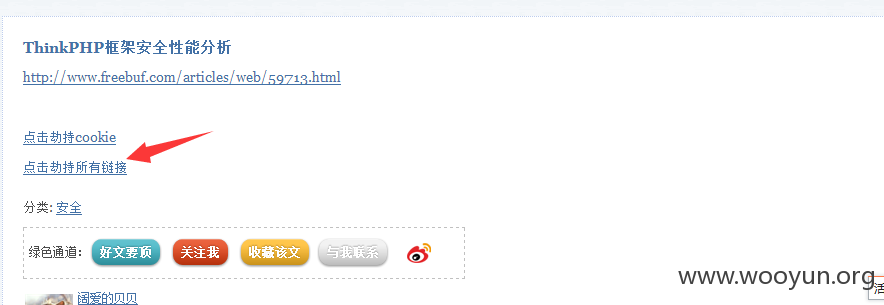 ThinkPHP框架安全性能分析
http://www.freebuf.com/articles/web/59713.html
点击劫持cookie
点击劫持所有链接
分类: 安全
绿色通道: 好文要顶 关注我 收藏该文 与我联系
www.wooyun.org
阔爱的贝贝